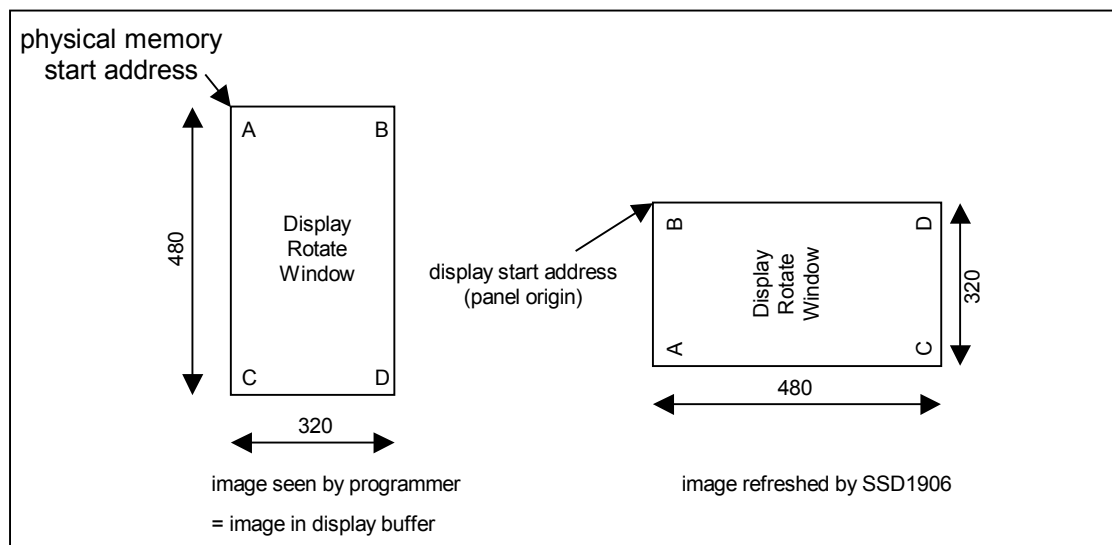 physical memory
start address
A
B
480
Display
Rotate
Window
C
D
320
image seen by programmer
= image in display buffer
display start address
(panel origin)
B
D
Display
Rotate
Window
320
A
C
480
image refreshed by SSD1906